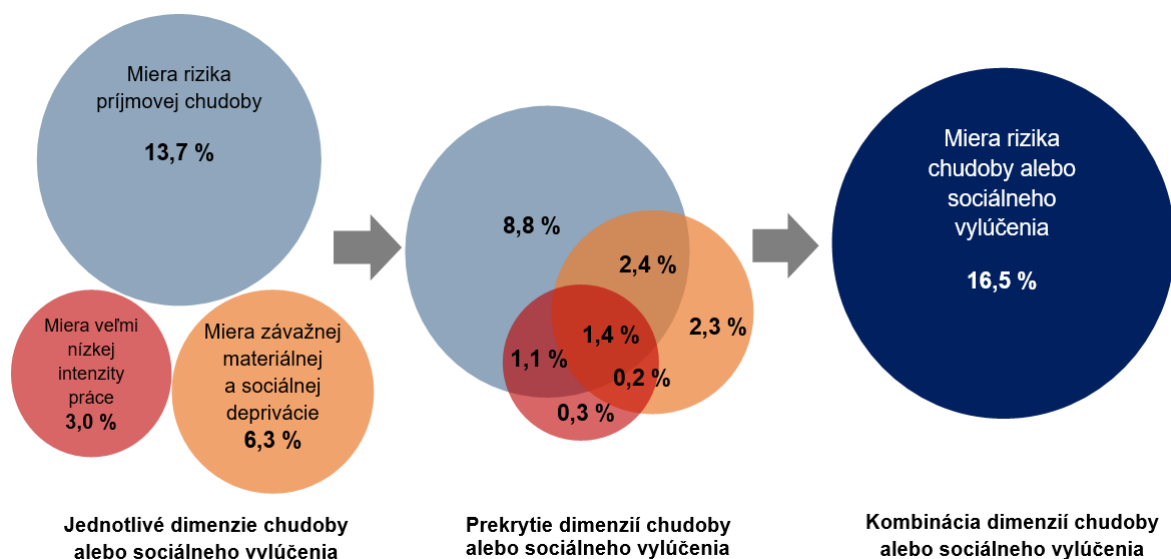 Miera rizika
príjmovej chudoby
13,7 %
Miera veľmi
nízkej
intenzity
práce
3,0 %
Miera závažnej
materiálnej
a sociálnej
deprivácie
6,3 %
8,8 %
2,4 %
2,3 %
1,4 %
1,1 %
0,2 %
0,3 %
Miera rizika
chudoby alebo
sociálneho
vylúčenia
16,5 %
Jednotlivé dimenzie chudoby
alebo sociálneho vylúčenia
Prekrytie dimenzií chudoby
alebo sociálneho vylúčenia
Kombinácia dimenzií chudoby
alebo sociálneho vylúčenia